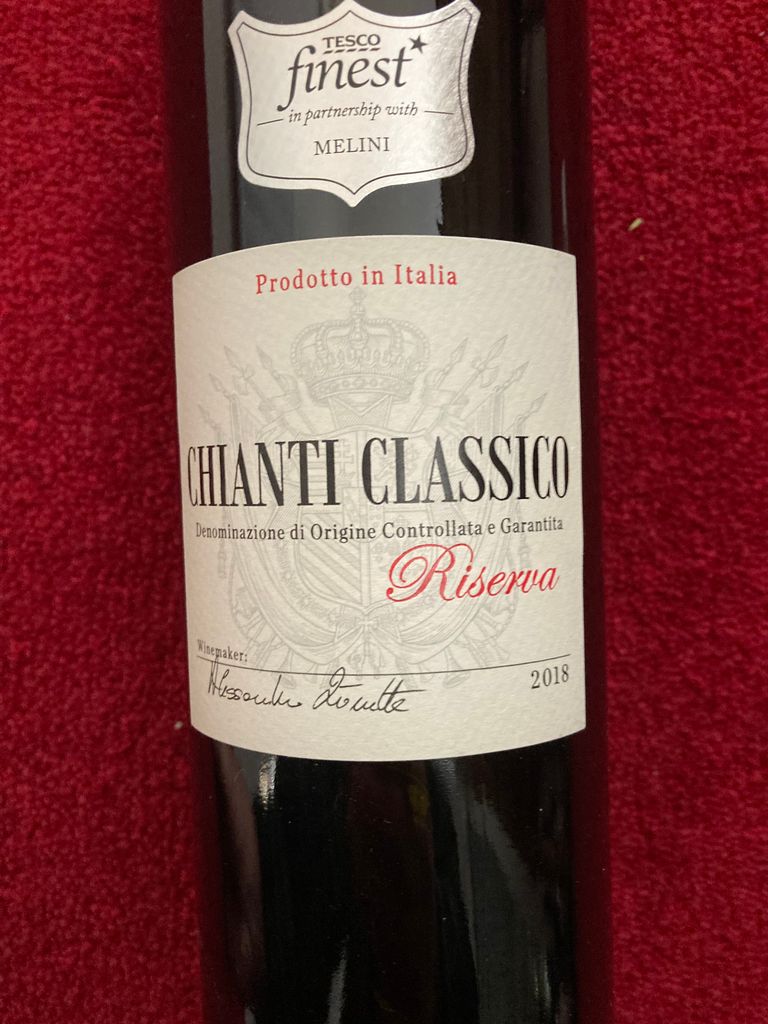 TESCO
finest*
in partnership with
MELINI
Prodotto in Italia
CHIANTI CLASSICO
Denominazione di Origine Controllata e Garantita
Riserva
Winemaker:
Alessandro
2018